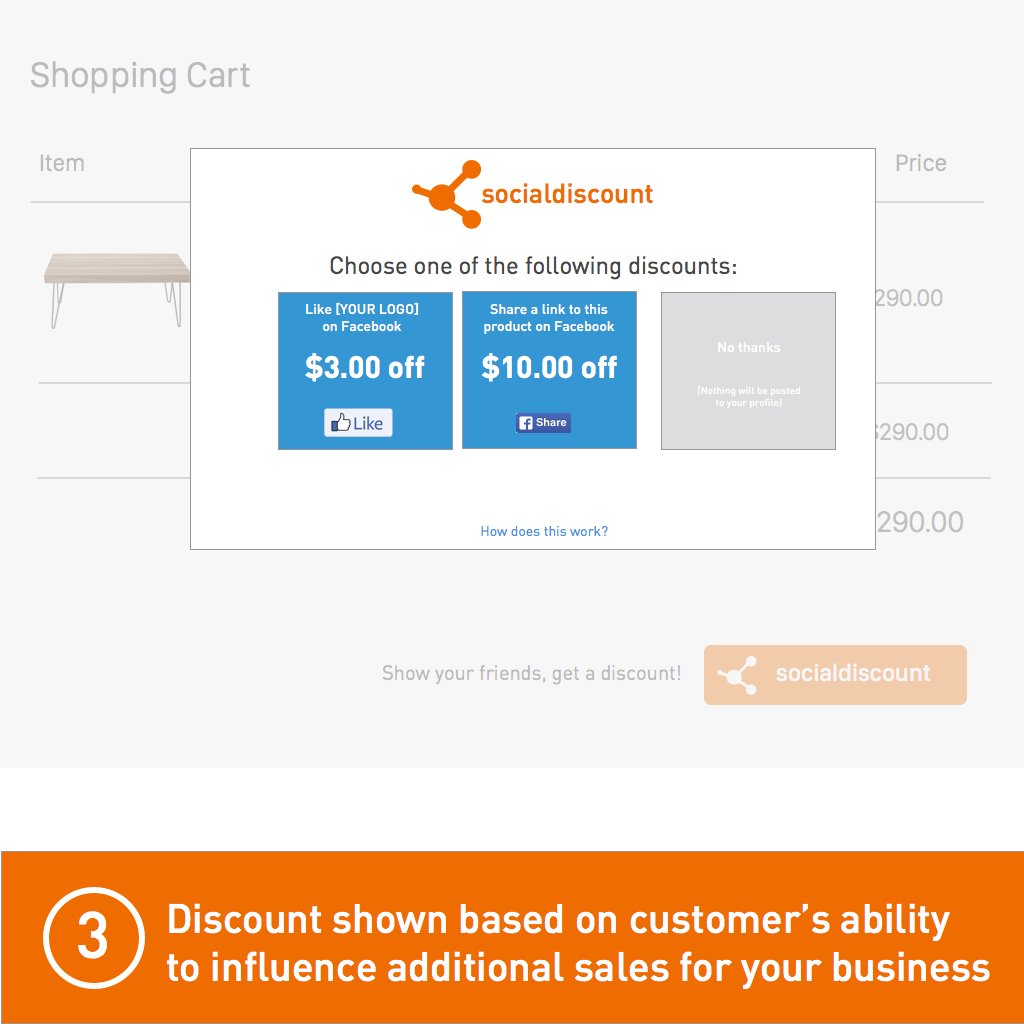 Shopping Cart
Item
Price
socialdiscount
Choose one of the following discounts:
Like [YOUR LOGO]
on Facebook
$3.00 off
Like
Share a link to this
product on Facebook
$10.00 off
Share
No thanks
(Nothing will be posted
to your profile)
How does this work?
290.00
$290.00
290.00
Show your friends, get a discount!
socialdiscount
3
Discount shown based on customer's ability
to influence additional sales for your business